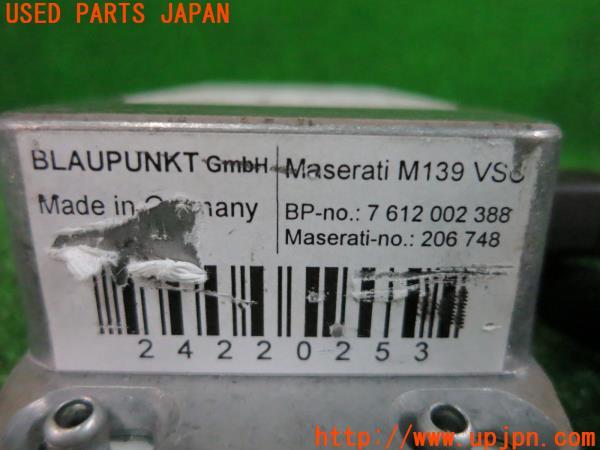 USED PARTS JAPAN
BLAUPUNKT GmbH
Made in Germany
Maserati M139 VSC
BP-no.: 7 612 002 388
Maserati-no.: 206 748
24220253
UPJ http://www.upjpn.com